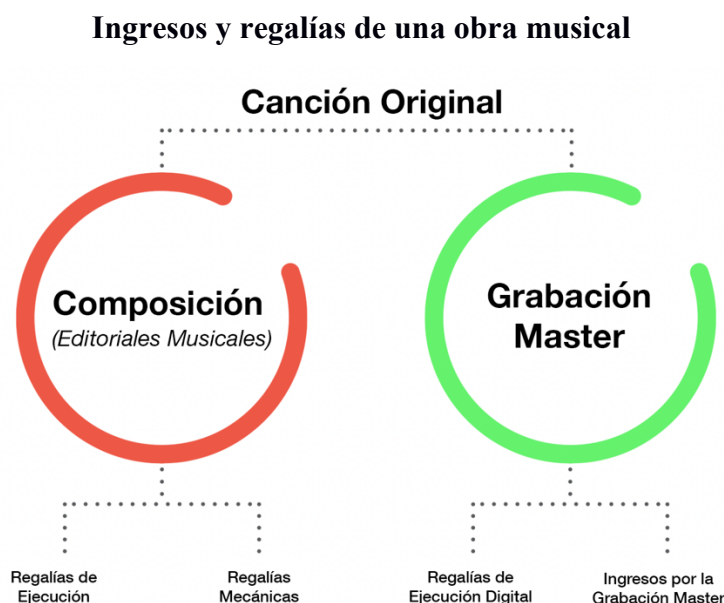 Ingresos y regalías de una obra musical
Canción Original
Composición
(Editoriales Musicales)
Grabación
Master
Regalías de
Ejecución
Regalías
Mecánicas
Regalías de
Ejecución Digital
Ingresos por la
Grabación Master